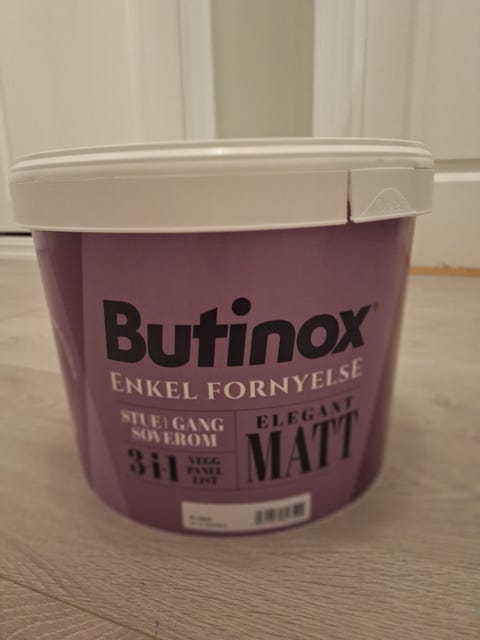 Butinox®
ENKEL FORNYELSE
STUE | GANG
SOVEROM
3-i-1
VEGG
PANEL
LIST
ELEGANT
MATT